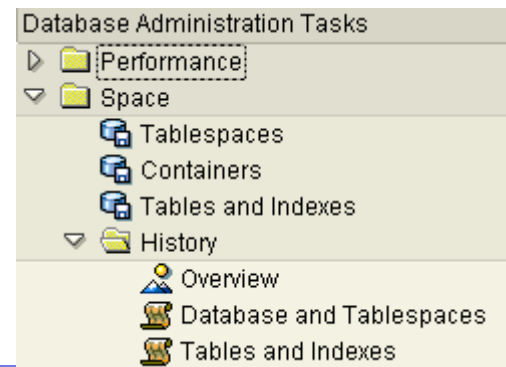 Database Administration Tasks
Performance
Space
Tablespaces
Containers
Tables and Indexes
History
Overview
Database and Tablespaces
Tables and Indexes